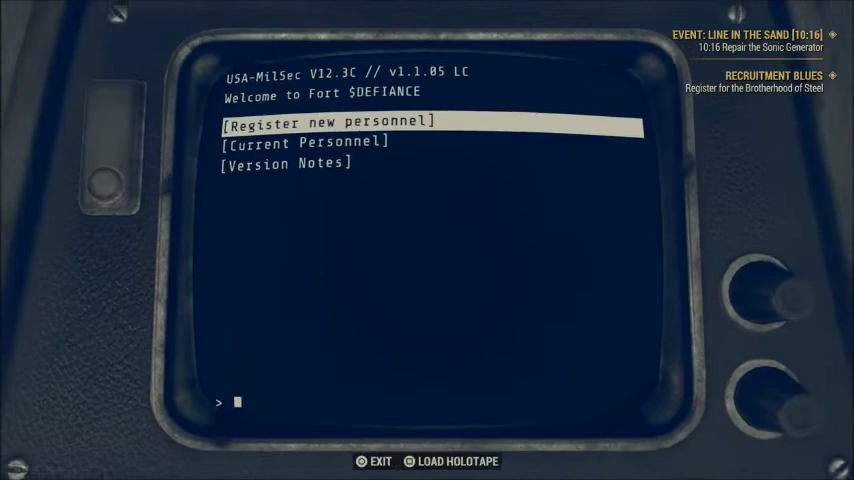 EVENT: LINE IN THE SAND [10:16]
10:16 Repair the Sonic Generator
RECRUITMENT BLUES
Register for the Brotherhood of Steel
USA-MilSec V12.3C // v1.1.05 LC
Welcome to Fort $DEFIANCE
[Register new personnel]
[Current Personnel]
[Version Notes]
>
EXIT LOAD HOLOTAPE